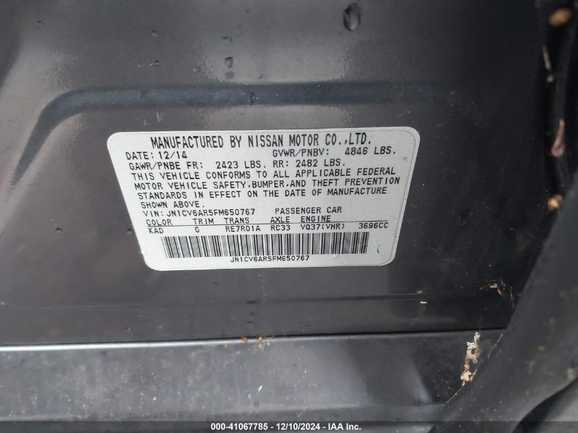 MANUFACTURED BY NISSAN MOTOR CO.,LTD.
DATE: 12/14 GVWR/PNBV: 4846 LBS.
GAWR/PNBE FR: 2423 LBS. RR: 2482 LBS.
THIS VEHICLE CONFORMS TO ALL APPLICABLE FEDERAL
MOTOR VEHICLE SAFETY, BUMPER, AND THEFT PREVENTION
STANDARDS IN EFFECT ON THE DATE OF MANUFACTURE
SHOWN ABOVE.
VIN: JN1CV6AR5FM650767 PASSENGER CAR
COLOR TRIM TRANS AXLE ENGINE
KAD G RE7R01A RC33 VQ37(VHR) 3696CC
JN1CV6AR5FM650767
000-41067785 - 12/10/2024 - IAA Inc.